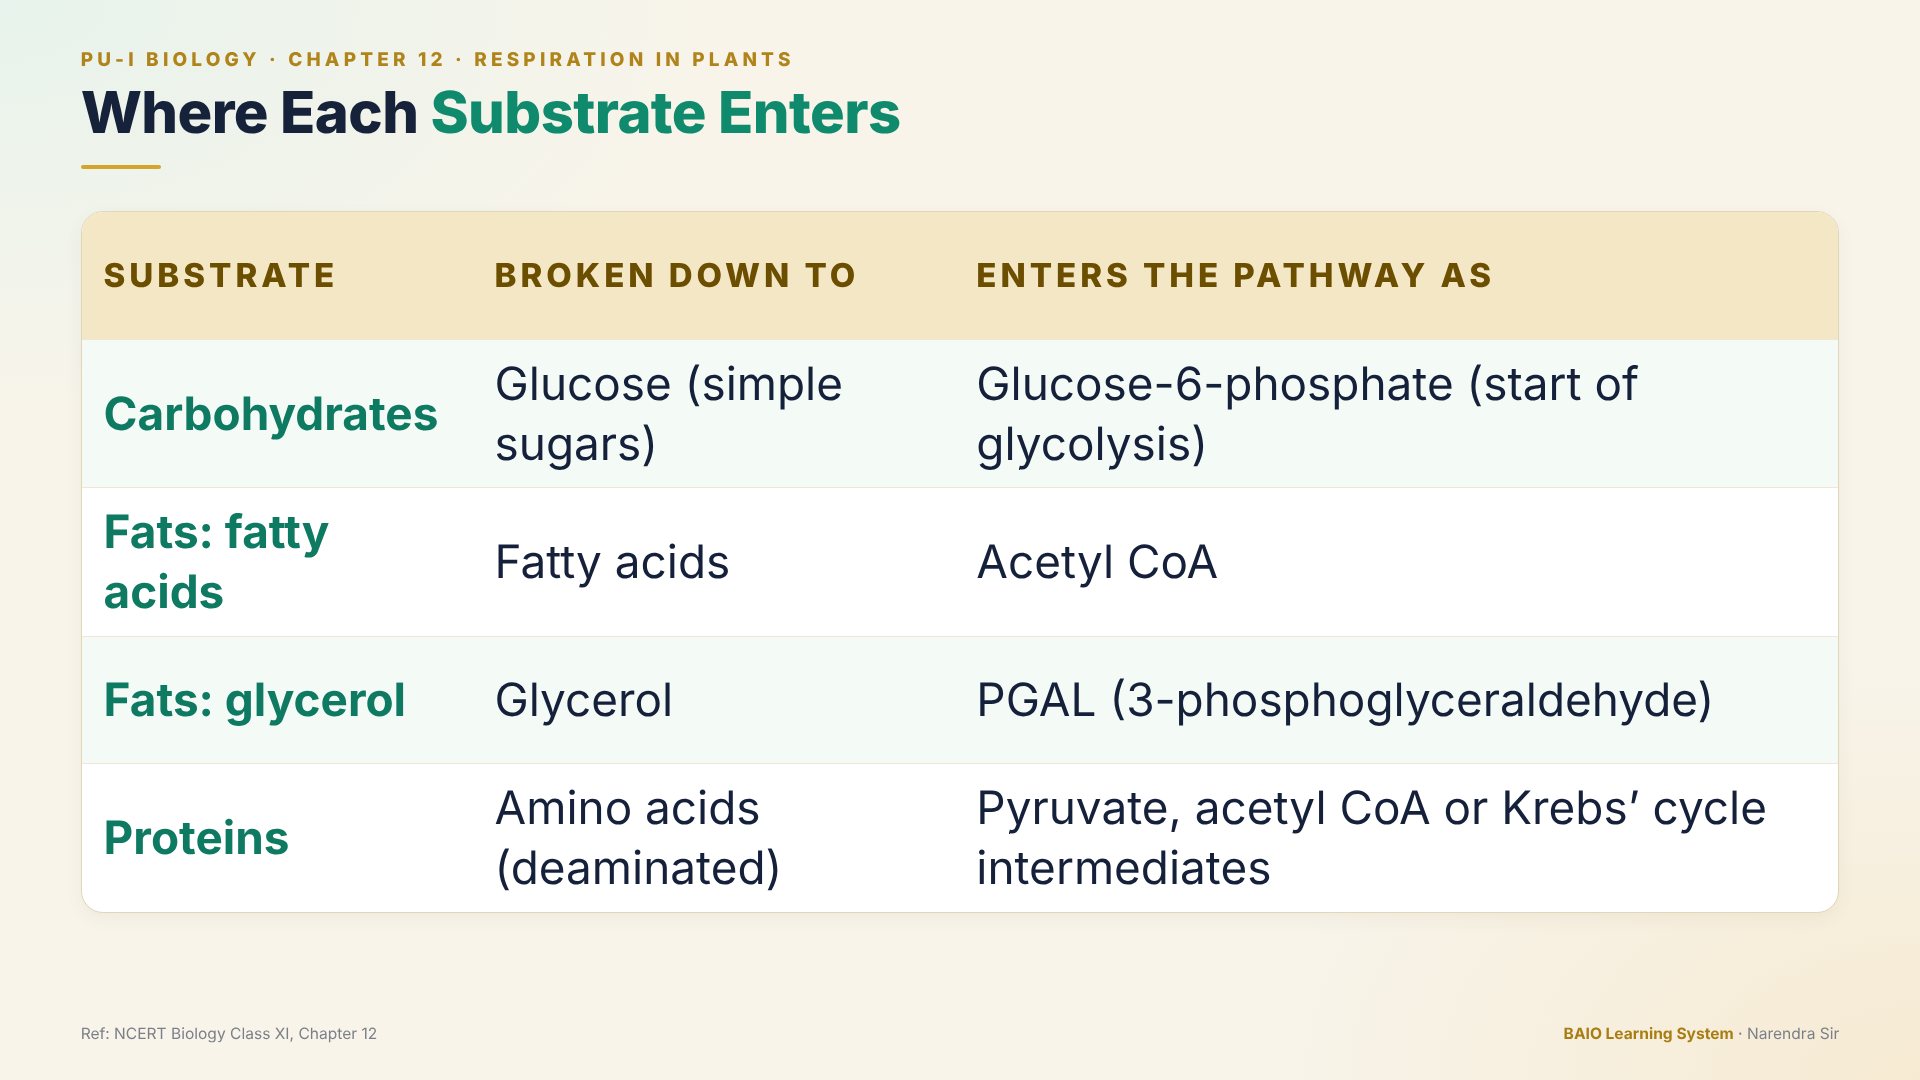 PU-I BIOLOGY · CHAPTER 12 · RESPIRATION IN PLANTS
Where Each Substrate Enters
SUBSTRATE BROKEN DOWN TO ENTERS THE PATHWAY AS
Carbohydrates
Glucose (simple
sugars)
Glucose-6-phosphate (start of
glycolysis)
Fats: fatty
acids
Fatty acids
Acetyl CoA
Fats: glycerol
Glycerol
PGAL (3-phosphoglyceraldehyde)
Proteins
Amino acids
(deaminated)
Pyruvate, acetyl CoA or Krebs’ cycle
intermediates
Ref: NCERT Biology Class XI, Chapter 12
BAIO Learning System · Narendra Sir